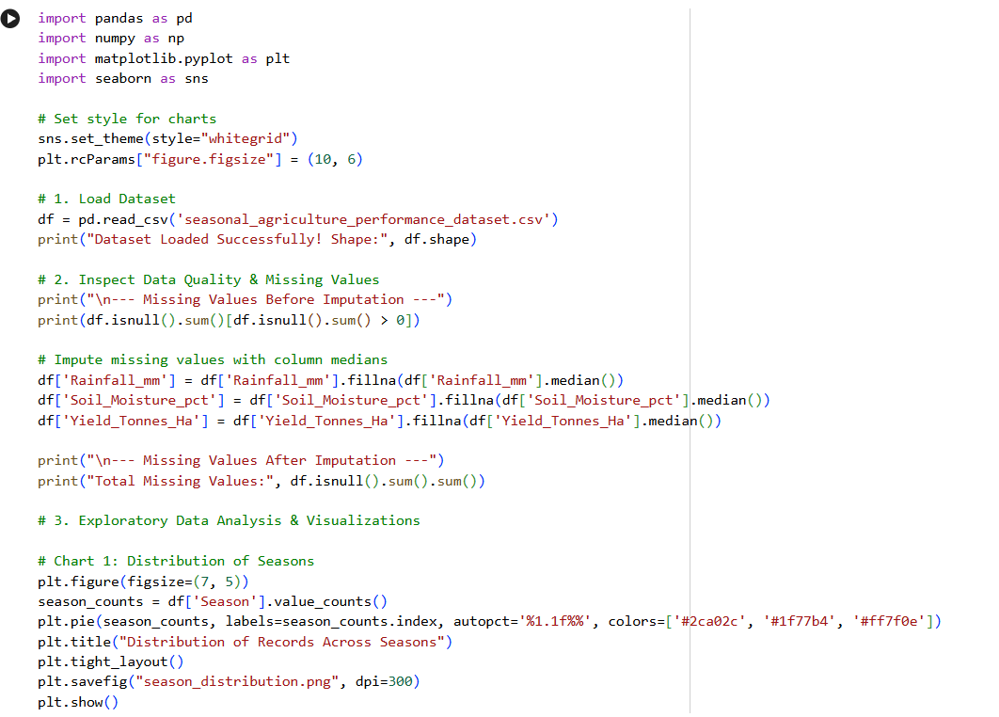 import pandas as pd
import numpy as np
import matplotlib.pyplot as plt
import seaborn as sns

# Set style for charts
sns.set_theme(style="whitegrid")
plt.rcParams["figure.figsize"] = (10, 6)

# 1. Load Dataset
df = pd.read_csv('seasonal_agriculture_performance_dataset.csv')
print("Dataset Loaded Successfully! Shape:", df.shape)

# 2. Inspect Data Quality & Missing Values
print("\n--- Missing Values Before Imputation ---")
print(df.isnull().sum()[df.isnull().sum() > 0])

# Impute missing values with column medians
df['Rainfall_mm'] = df['Rainfall_mm'].fillna(df['Rainfall_mm'].median())
df['Soil_Moisture_pct'] = df['Soil_Moisture_pct'].fillna(df['Soil_Moisture_pct'].median())
df['Yield_Tonnes_Ha'] = df['Yield_Tonnes_Ha'].fillna(df['Yield_Tonnes_Ha'].median())

print("\n--- Missing Values After Imputation ---")
print("Total Missing Values:", df.isnull().sum().sum())

# 3. Exploratory Data Analysis & Visualizations

# Chart 1: Distribution of Seasons
plt.figure(figsize=(7, 5))
season_counts = df['Season'].value_counts()
plt.pie(season_counts, labels=season_counts.index, autopct='%1.1f%%', colors=['#2ca02c', '#1f77b4', '#ff7f0e'])
plt.title("Distribution of Records Across Seasons")
plt.tight_layout()
plt.savefig("season_distribution.png", dpi=300)
plt.show()